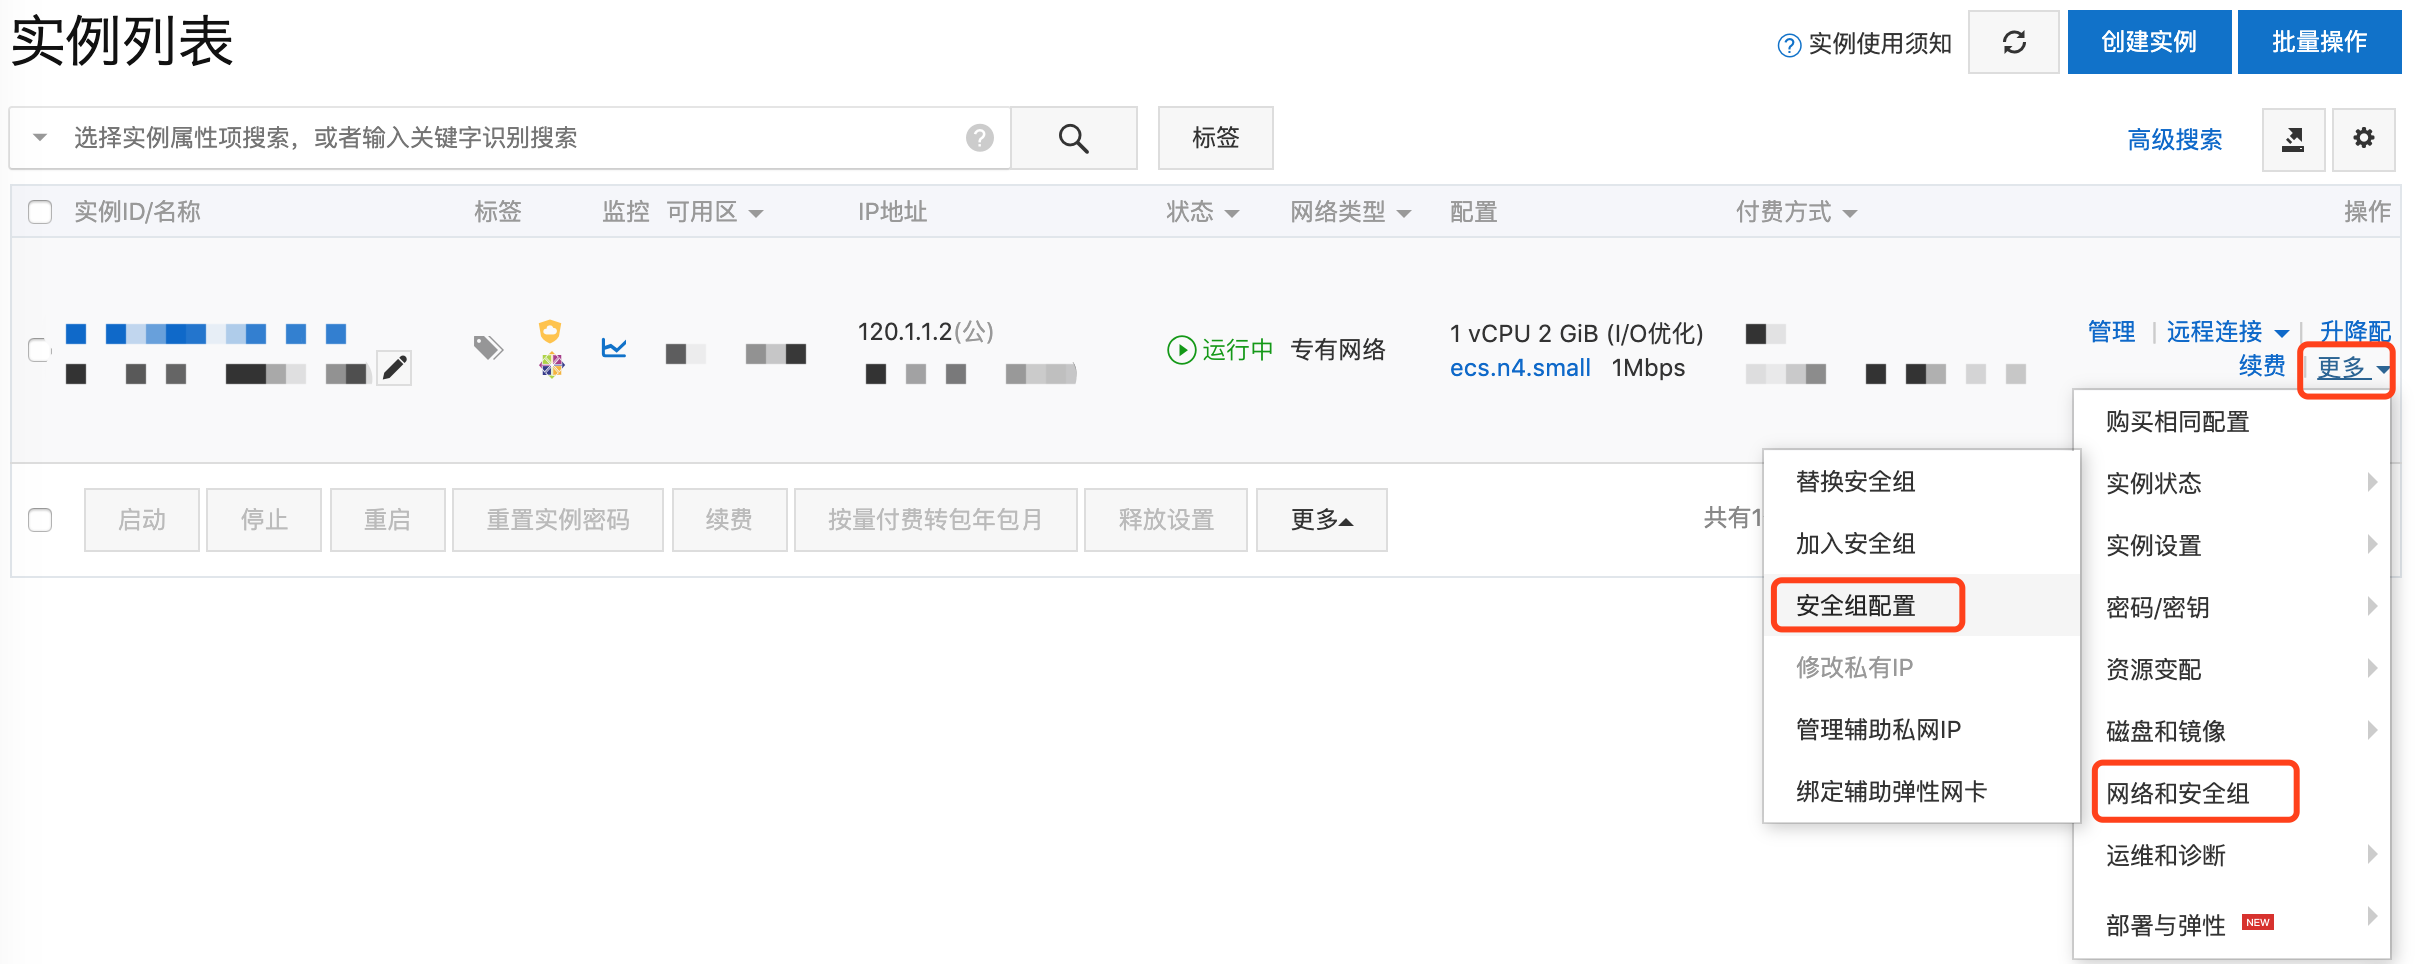 实例列表
实例使用须知
创建实例
批量操作
选择实例属性项搜索，或者输入关键字识别搜索
标签
高级搜索
实例ID/名称 标签 监控 可用区 IP地址 状态 网络类型 配置 付费方式 操作
120.1.1.2(公)
运行中
专有网络
1 vCPU 2 GiB (I/O优化)
ecs.n4.small 1Mbps
管理 远程连接 升降配
续费 更多
启动 停止 重启 重置实例密码 续费 按量付费转包年包月 释放设置 更多
共有1
替换安全组
加入安全组
安全组配置
修改私有IP
管理辅助私网IP
绑定辅助弹性网卡
购买相同配置
实例状态
实例设置
密码/密钥
资源变配
磁盘和镜像
网络和安全组
运维和诊断
部署与弹性 NEW